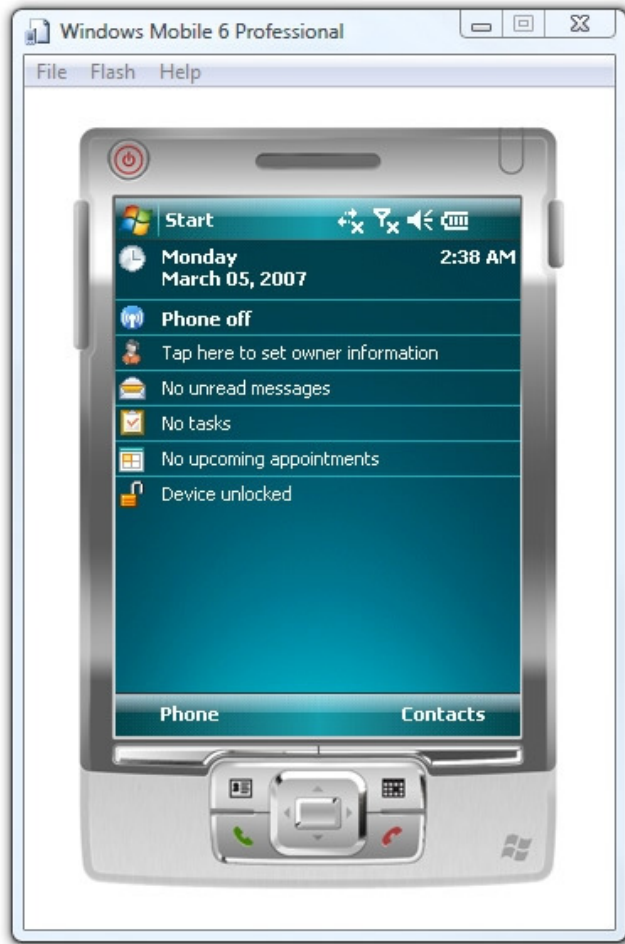 Windows Mobile 6 Professional
File Flash Help
Start
Monday 2:38 AM
March 05, 2007
Phone off
Tap here to set owner information
No unread messages
No tasks
No upcoming appointments
Device unlocked
Phone Contacts